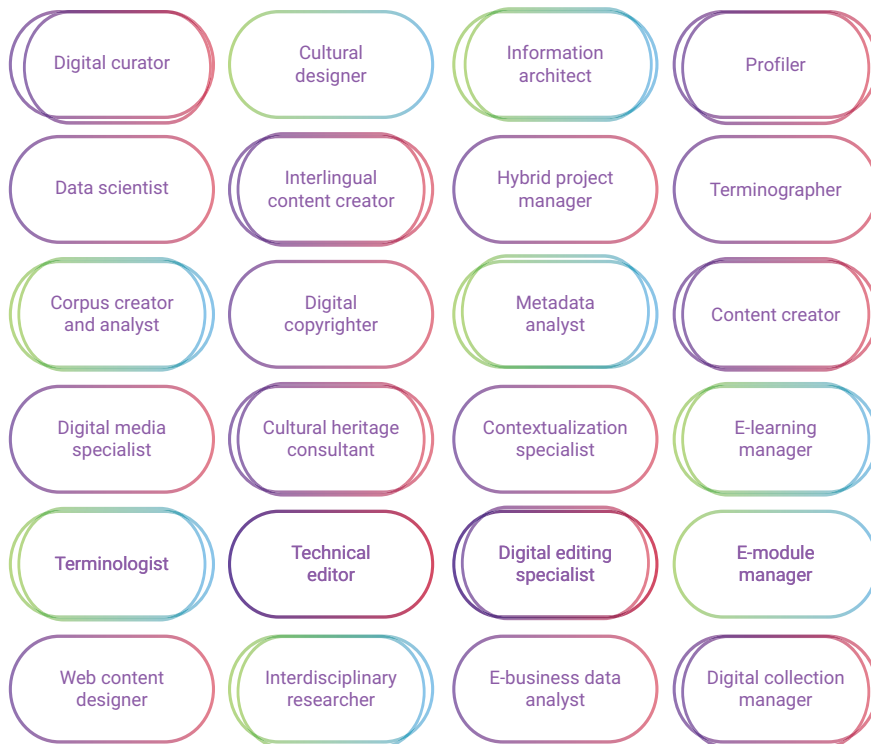 Digital curator
Cultural
designer
Information
architect
Profiler
Data scientist
Interlingual
content creator
Hybrid project
manager
Terminographer
Corpus creator
and analyst
Digital
copyrighter
Metadata
analyst
Content creator
Digital media
specialist
Cultural heritage
consultant
Contextualization
specialist
E-learning
manager
Terminologist
Technical
editor
Digital editing
specialist
E-module
manager
Web content
designer
Interdisciplinary
researcher
E-business data
analyst
Digital collection
manager